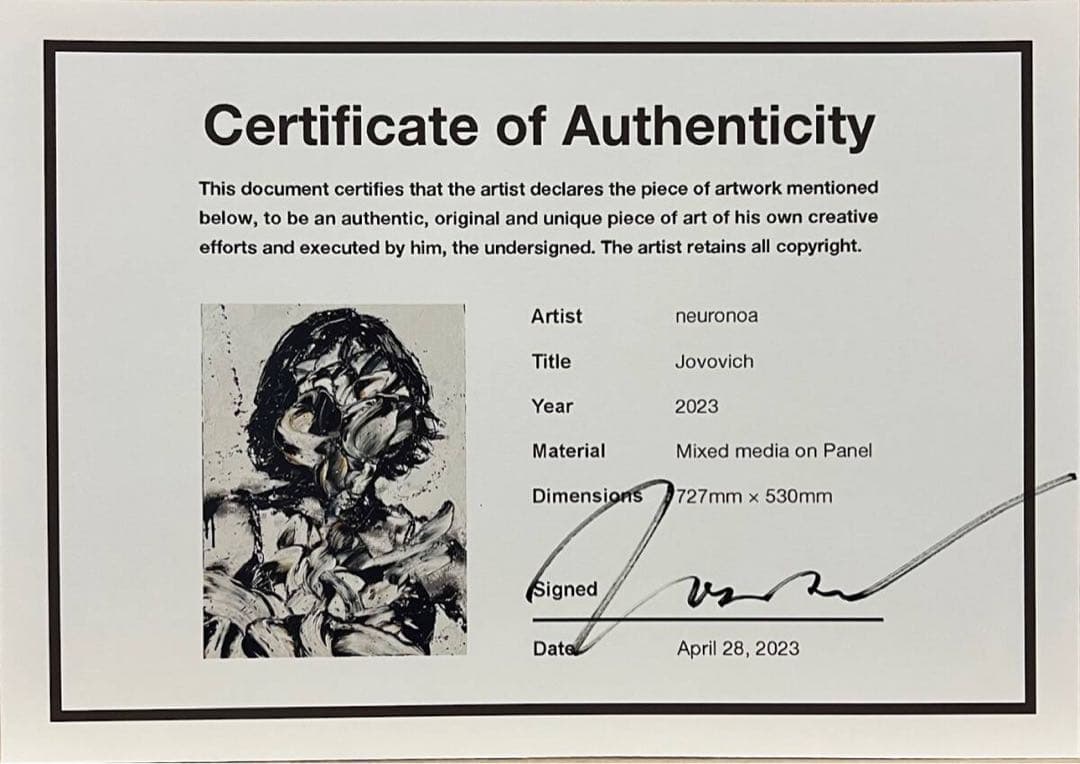 Certificate of Authenticity
This document certifies that the artist declares the piece of artwork mentioned
below, to be an authentic, original and unique piece of art of his own creative
efforts and executed by him, the undersigned. The artist retains all copyright.
Artist neuronoa
Title Jovovich
Year 2023
Material Mixed media on Panel
Dimensions 727mm × 530mm
Signed
Date April 28, 2023